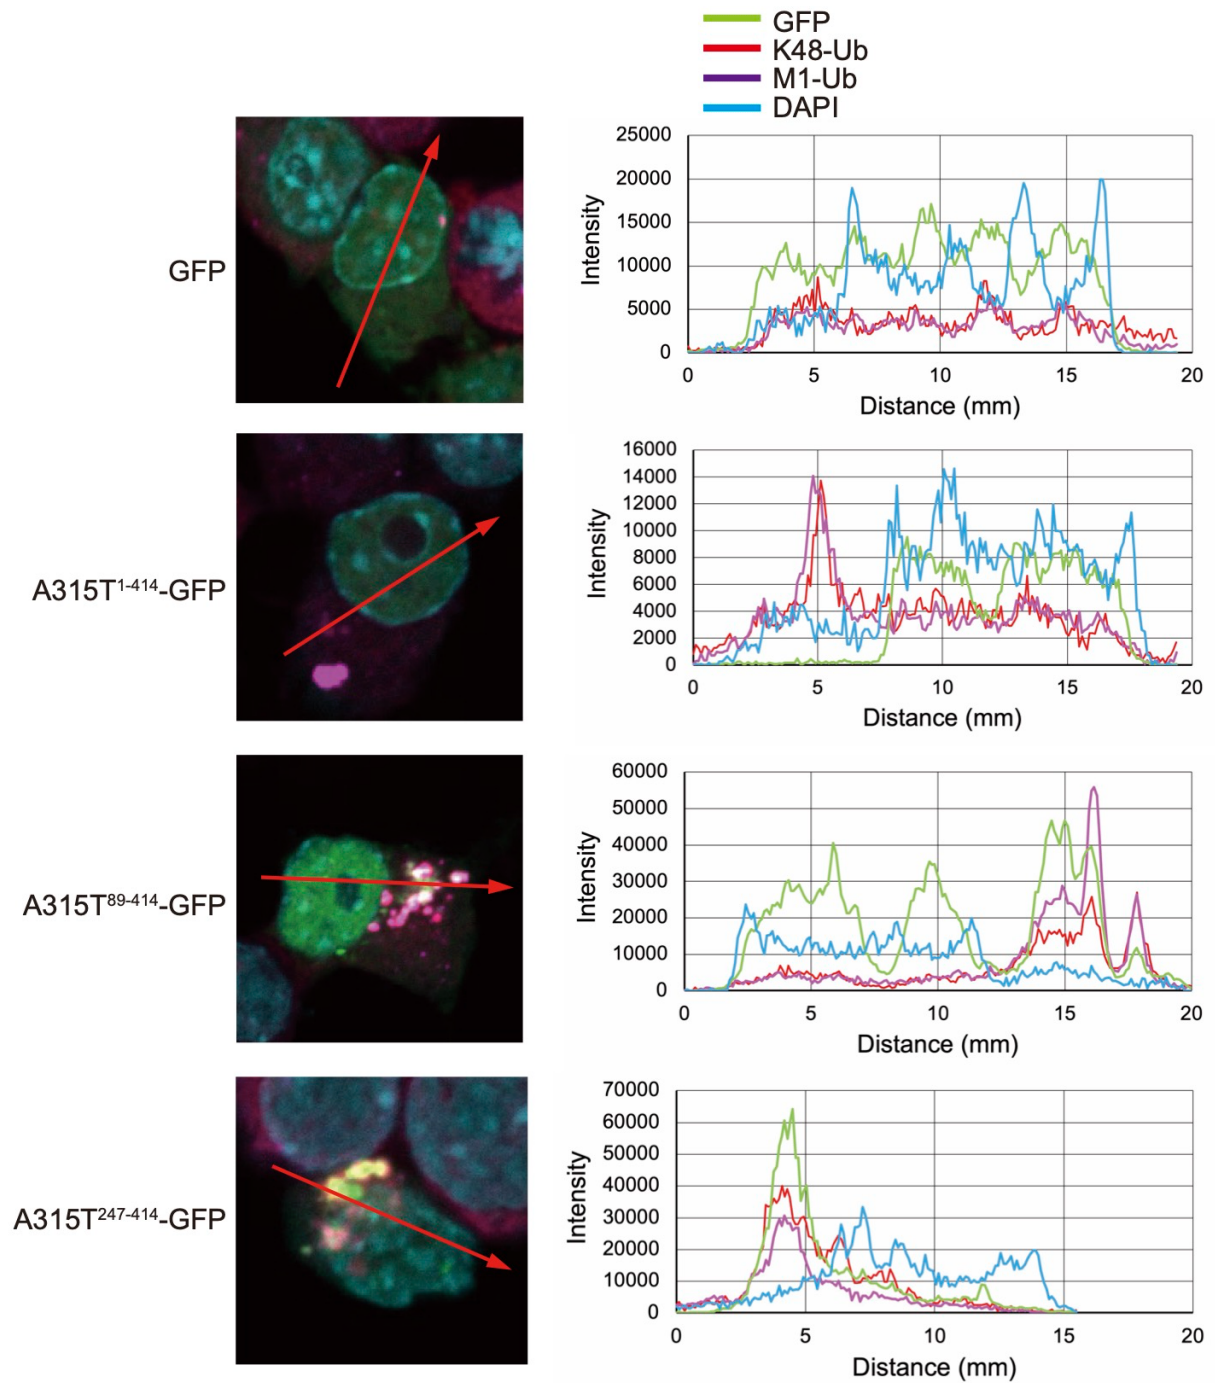 GFP
K48-Ub
M1-Ub
DAPI
GFP
Intensity
25000
20000
15000
10000
5000
0
0 5 10 15 20
Distance (mm)
A315T1-414-GFP
Intensity
16000
14000
12000
10000
8000
6000
4000
2000
0
0 5 10 15 20
Distance (mm)
A315T89-414-GFP
Intensity
60000
50000
40000
30000
20000
10000
0
0 5 10 15 20
Distance (mm)
A315T247-414-GFP
Intensity
70000
60000
50000
40000
30000
20000
10000
0
0 5 10 15 20
Distance (mm)